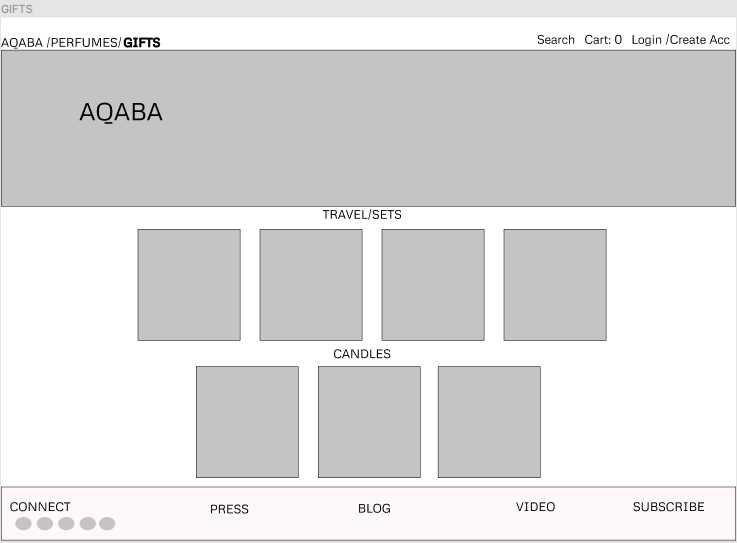 GIFTS
AQABA /PERFUMES/GIFTS
Search Cart: 0 Login /Create Acc
AQABA
TRAVEL/SETS
CANDLES
CONNECT
PRESS
BLOG
VIDEO
SUBSCRIBE